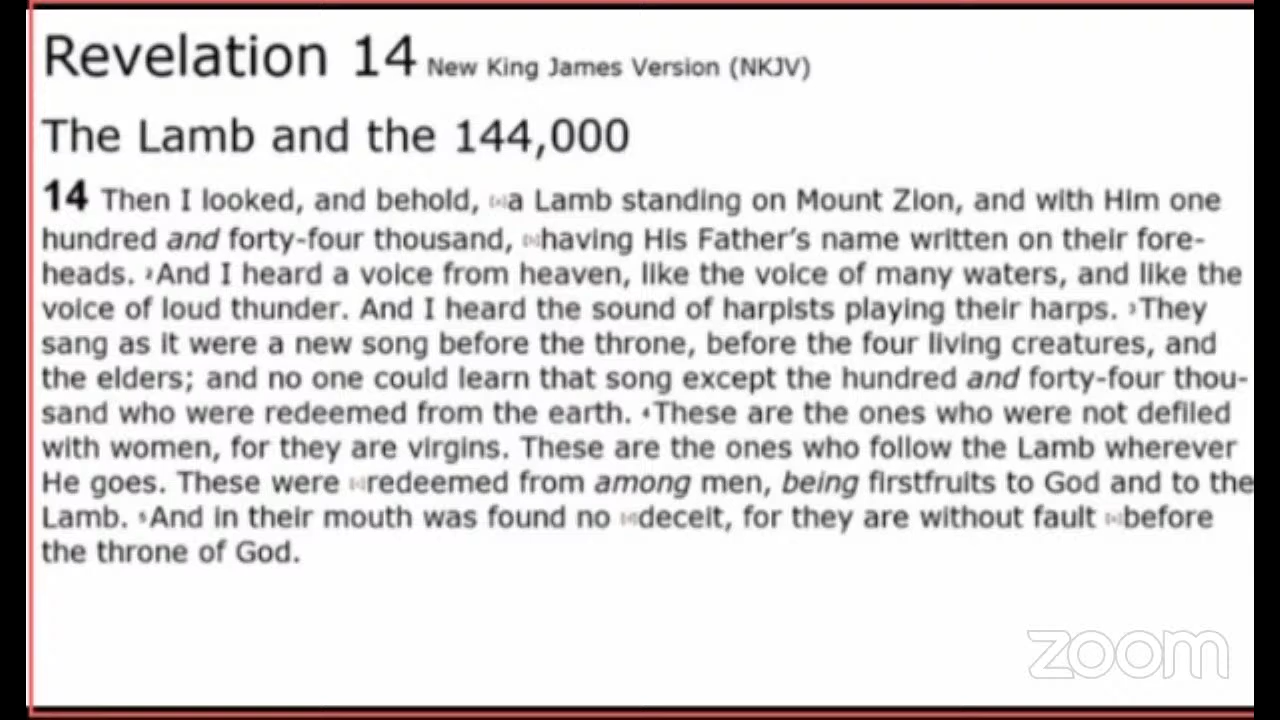 Revelation 14 New King James Version (NKJV)
The Lamb and the 144,000
14 Then I looked, and behold, a Lamb standing on Mount Zion, and with Him one
hundred and forty-four thousand, having His Father's name written on their fore-
heads. 2 And I heard a voice from heaven, like the voice of many waters, and like the
voice of loud thunder. And I heard the sound of harpists playing their harps. 3 They
sang as it were a new song before the throne, before the four living creatures, and
the elders; and no one could learn that song except the hundred and forty-four thou-
sand who were redeemed from the earth. 4 These are the ones who were not defiled
with women, for they are virgins. These are the ones who follow the Lamb wherever
He goes. These were redeemed from among men, being firstfruits to God and to the
Lamb. 5 And in their mouth was found no deceit, for they are without fault before
the throne of God.
zoom